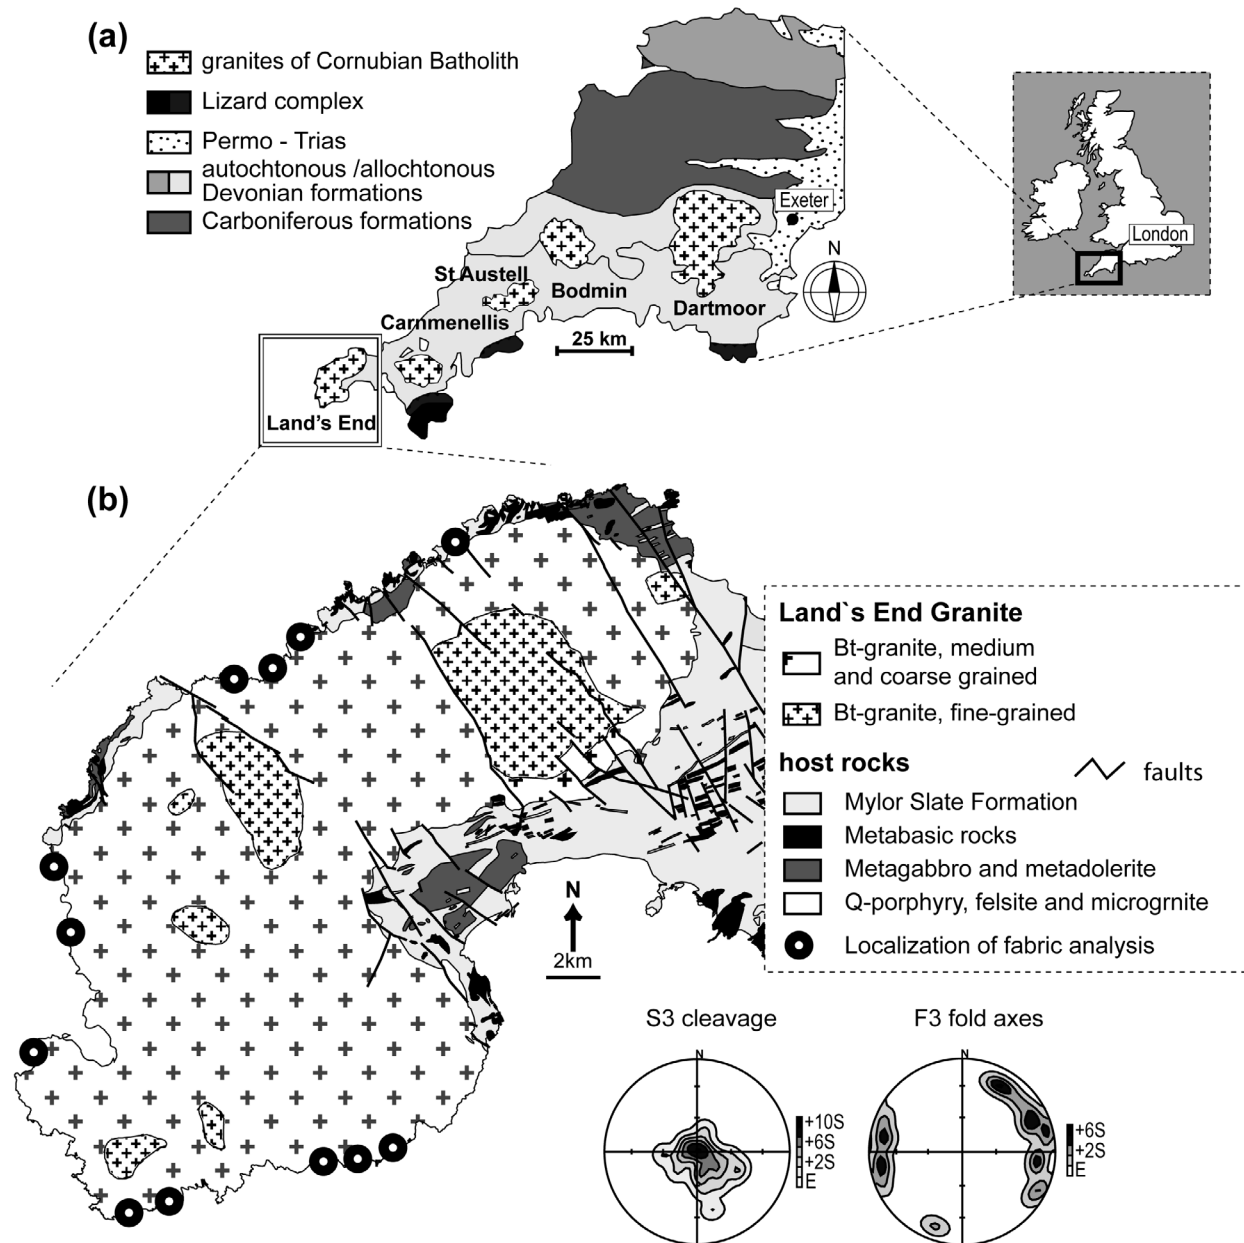 (a)
granites of Cornubian Batholith
Lizard complex
Permo - Trias
autochtonous /allochtonous
Devonian formations
Carboniferous formations
Exeter
London
N
St Austell
Bodmin
Dartmoor
Carnmenellis
25 km
Land's End
(b)
Land`s End Granite
Bt-granite, medium
and coarse grained
Bt-granite, fine-grained
host rocks
faults
Mylor Slate Formation
Metabasic rocks
Metagabbro and metadolerite
Q-porphyry, felsite and microgrnite
Localization of fabric analysis
N
2km
S3 cleavage
N
+10S
+6S
+2S
E
F3 fold axes
N
+6S
+2S
E